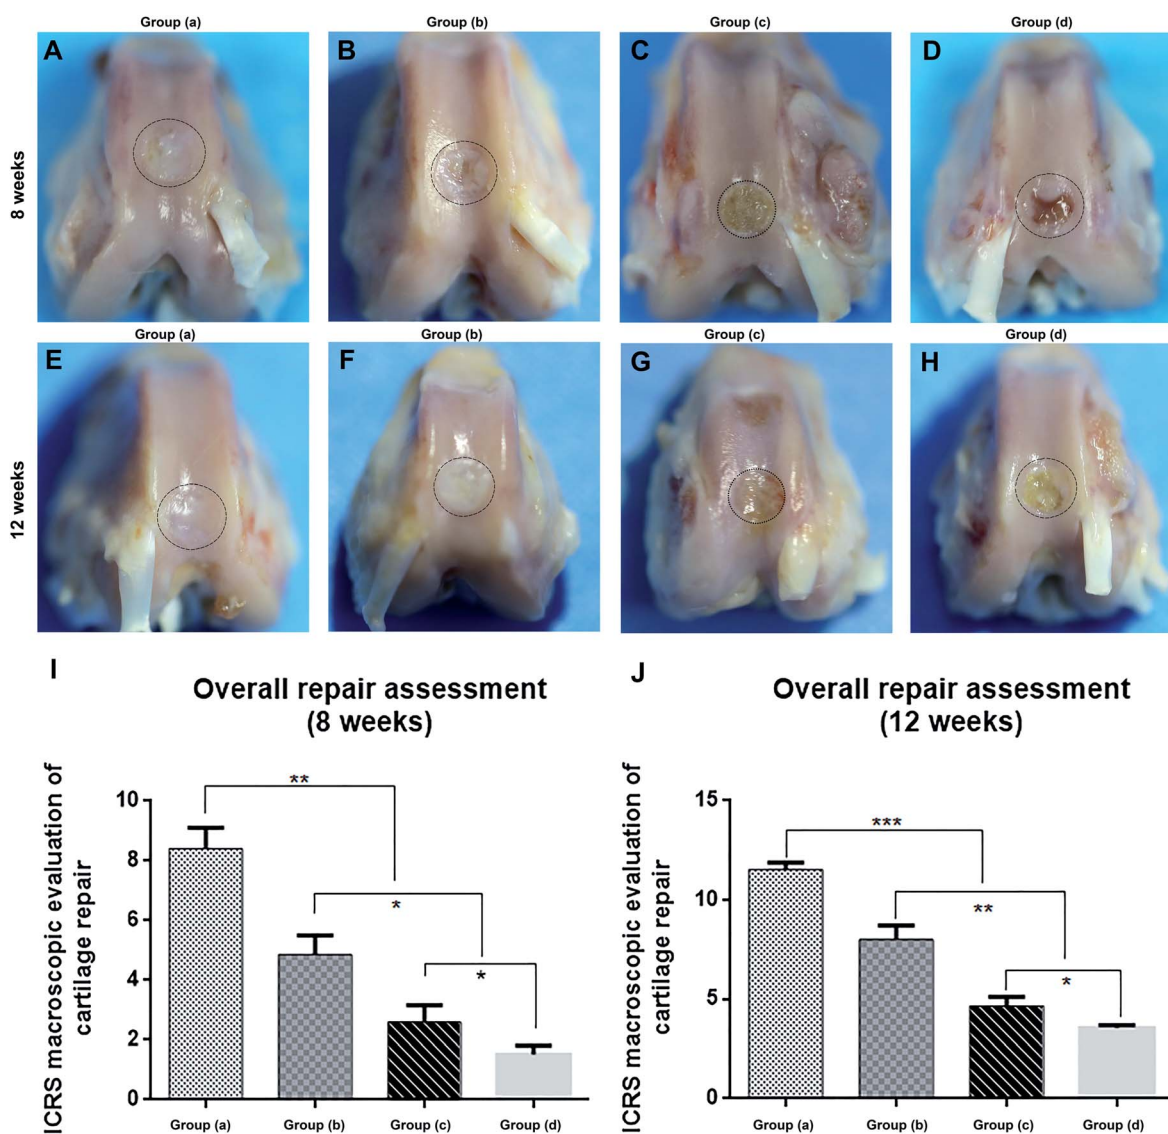 Group (a)
Group (b)
Group (c)
Group (d)
A
B
C
D
8 weeks
Group (a)
Group (b)
Group (c)
Group (d)
E
F
G
H
12 weeks
I
Overall repair assessment
(8 weeks)
ICRS macroscopic evaluation of
cartilage repair
10
8
6
4
2
0
**
*
*
Group (a)
Group (b)
Group (c)
Group (d)
J
Overall repair assessment
(12 weeks)
ICRS macroscopic evaluation of
cartilage repair
15
10
5
0
***
**
*
Group (a)
Group (b)
Group (c)
Group (d)